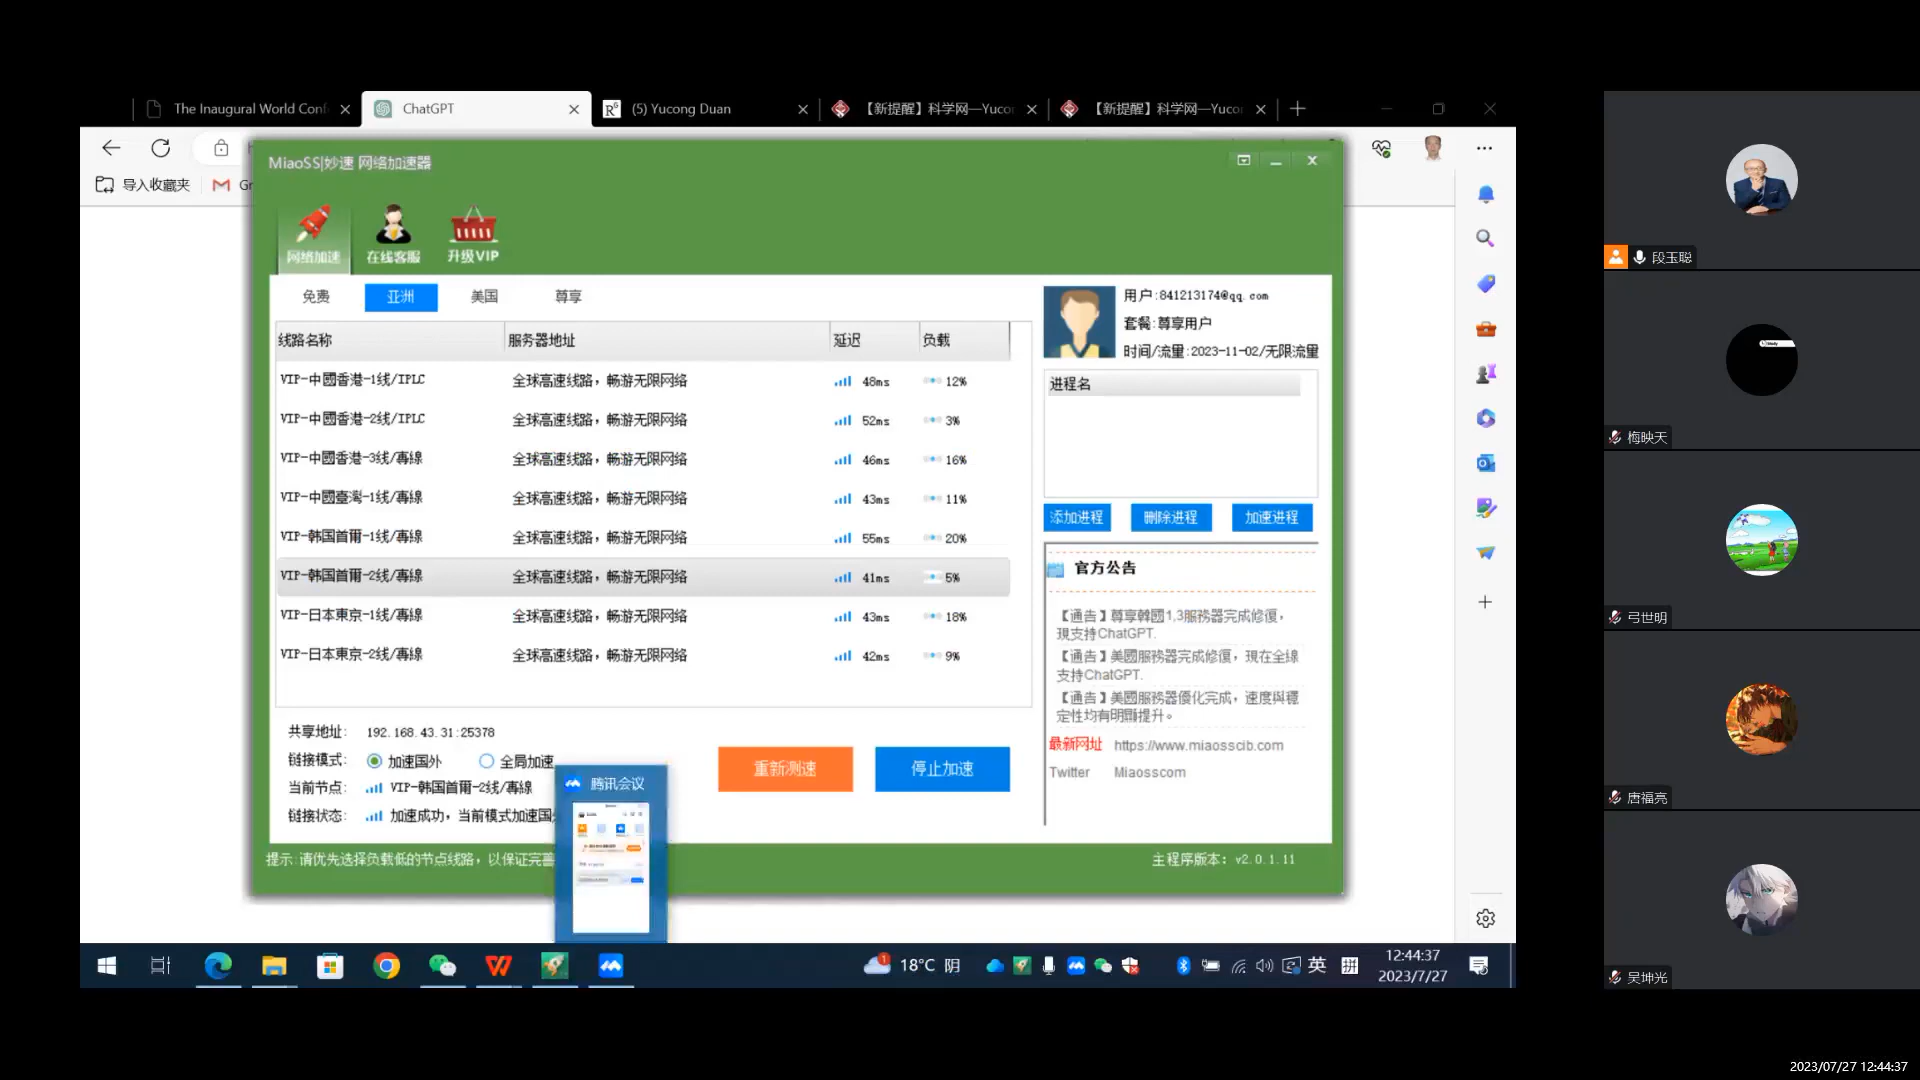 The Inaugural World Conf
ChatGPT
(5) Yucong Duan
【新提醒】科学网—Yuco
【新提醒】科学网—Yuco
导入收藏夹
MiaoSS|妙速 网络加速器
网络加速
在线客服
升级VIP
免费
亚洲
美国
尊享
线路名称 服务器地址 延迟 负载
VIP-中國香港-1线/IPLC 全球高速线路，畅游无限网络 48ms 12%
VIP-中國香港-2线/IPLC 全球高速线路，畅游无限网络 52ms 3%
VIP-中國香港-3线/專線 全球高速线路，畅游无限网络 46ms 16%
VIP-中國臺灣-1线/專線 全球高速线路，畅游无限网络 43ms 11%
VIP-韩国首爾-1线/專線 全球高速线路，畅游无限网络 55ms 20%
VIP-韩国首爾-2线/專線 全球高速线路，畅游无限网络 41ms 5%
VIP-日本東京-1线/專線 全球高速线路，畅游无限网络 43ms 18%
VIP-日本東京-2线/專線 全球高速线路，畅游无限网络 42ms 9%
用户:841213174@qq.com
套餐:尊享用户
时间/流量:2023-11-02/无限流量
进程名
添加进程
删除进程
加速进程
官方公告
【通告】尊享韓國1,3服務器完成修復，
現支持ChatGPT.
【通告】美國服務器完成修復，現在全線
支持ChatGPT.
【通告】美國服務器優化完成，速度與穩
定性均有明顯提升。
最新网址 https://www.miaosscib.com
Twitter Miaosscom
共享地址: 192.168.43.31:25378
链接模式: 加速国外 全局加速
当前节点: VIP-韩国首爾-2线/專線
链接状态: 加速成功，当前模式加速国
重新测速
停止加速
腾讯会议
提示:请优先选择负载低的节点线路，以保证完善
主程序版本: v2.0.1.11
18°C 阴
英
拼
12:44:37
2023/7/27
段玉聪
梅映天
弓世明
唐福亮
吴坤光
2023/07/27 12:44:37